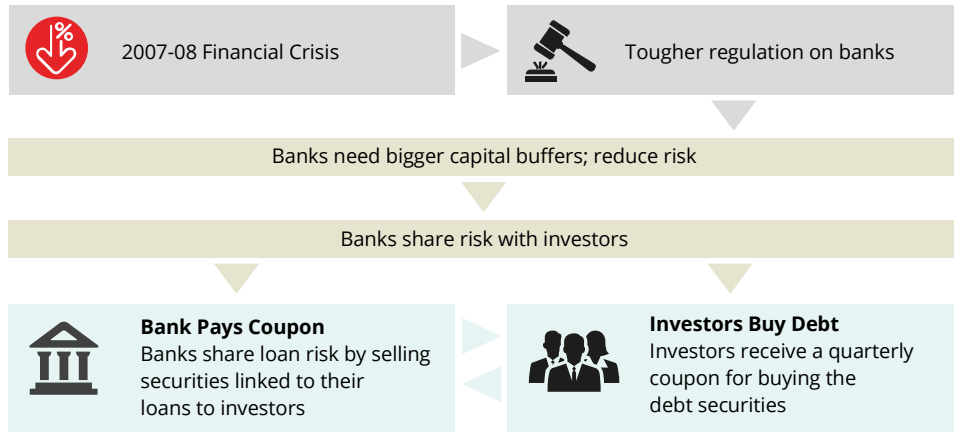 %
2007-08 Financial Crisis
Tougher regulation on banks
Banks need bigger capital buffers; reduce risk
Banks share risk with investors
Bank Pays Coupon
Banks share loan risk by selling
securities linked to their
loans to investors
Investors Buy Debt
Investors receive a quarterly
coupon for buying the
debt securities